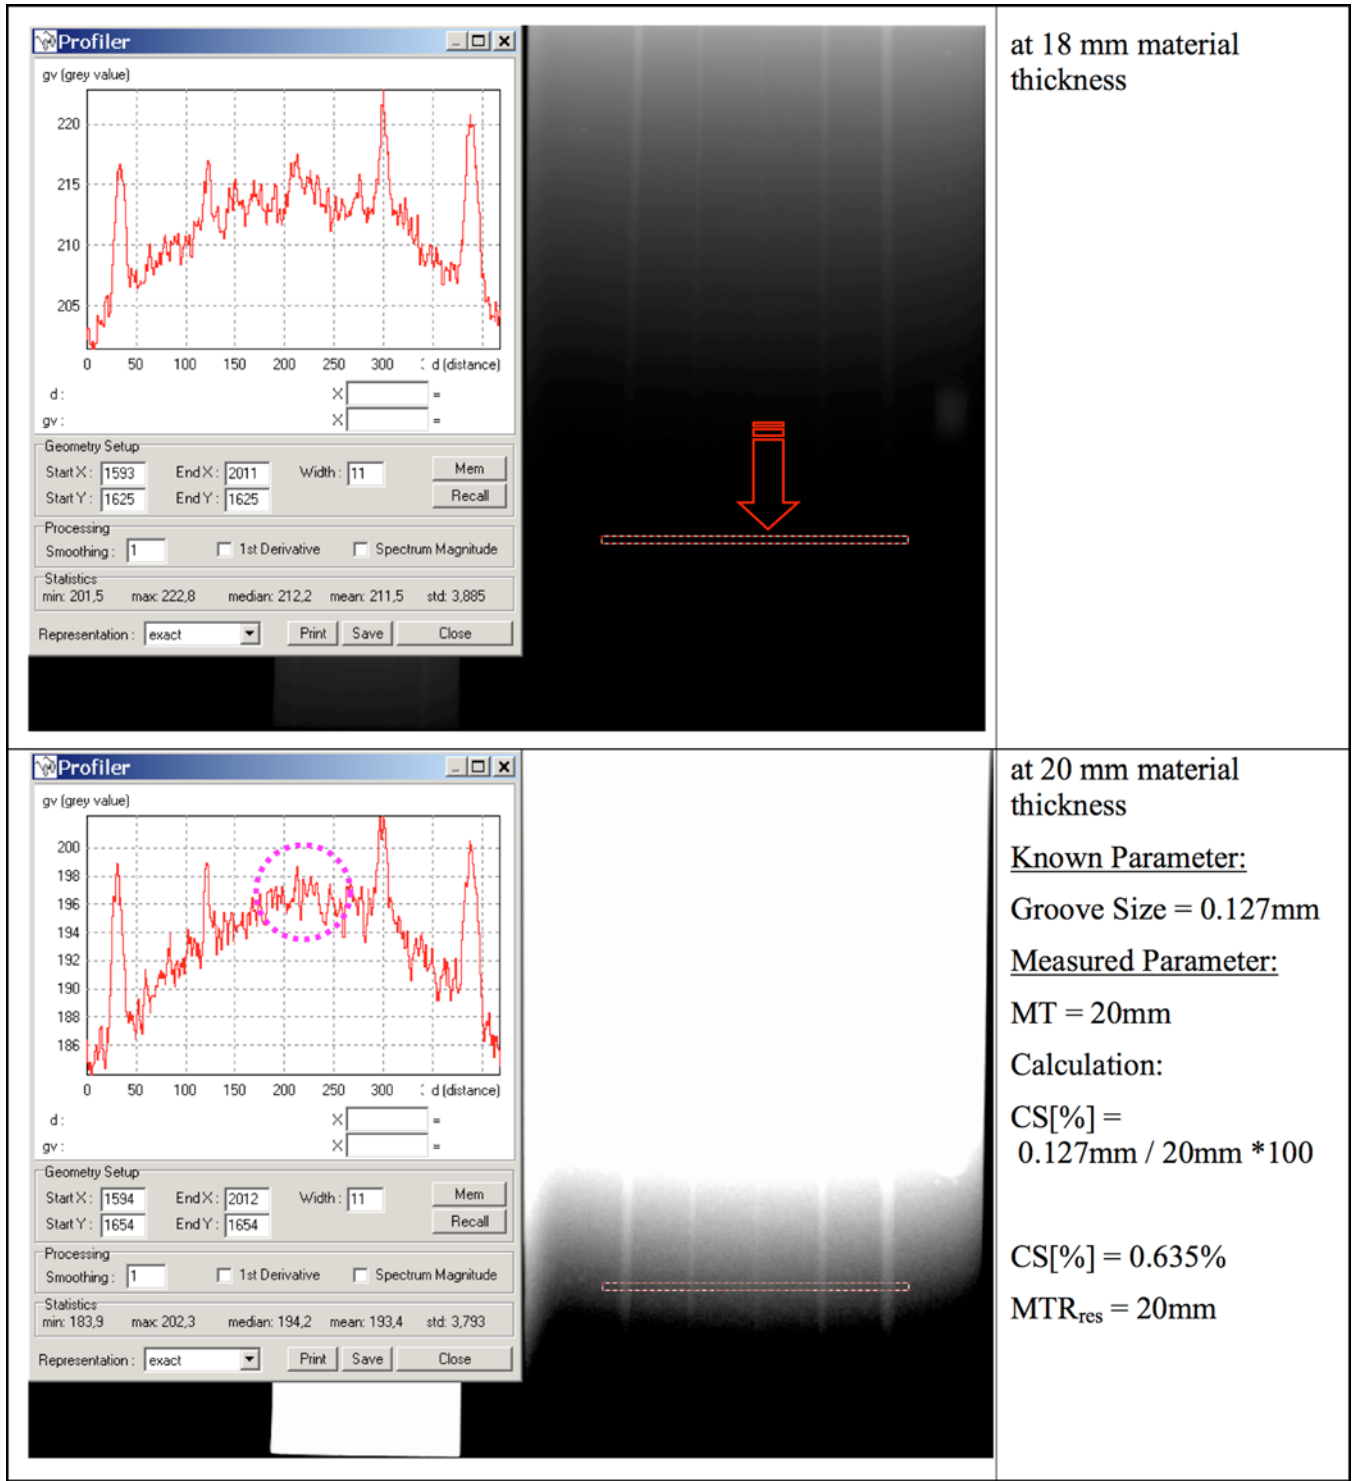 Profiler
gv (grey value)
220
215
210
205
0 50 100 150 200 250 300 : d (distance)
d : X =
gv : X =
Geometry Setup
Start X : 1593 End X : 2011 Width : 11 Mem
Start Y : 1625 End Y : 1625 Recall
Processing
Smoothing : 1 1st Derivative Spectrum Magnitude
Statistics
min: 201,5 max: 222,8 median: 212,2 mean: 211,5 std: 3,885
Representation : exact Print Save Close
at 18 mm material
thickness
Profiler
gv (grey value)
200
198
196
194
192
190
188
186
0 50 100 150 200 250 300 : d (distance)
d : X =
gv : X =
Geometry Setup
Start X : 1594 End X : 2012 Width : 11 Mem
Start Y : 1654 End Y : 1654 Recall
Processing
Smoothing : 1 1st Derivative Spectrum Magnitude
Statistics
min: 183,9 max: 202,3 median: 194,2 mean: 193,4 std: 3,793
Representation : exact Print Save Close
at 20 mm material
thickness
Known Parameter:
Groove Size = 0.127mm
Measured Parameter:
MT = 20mm
Calculation:
CS[%] =
0.127mm / 20mm *100
CS[%] = 0.635%
MTRres = 20mm